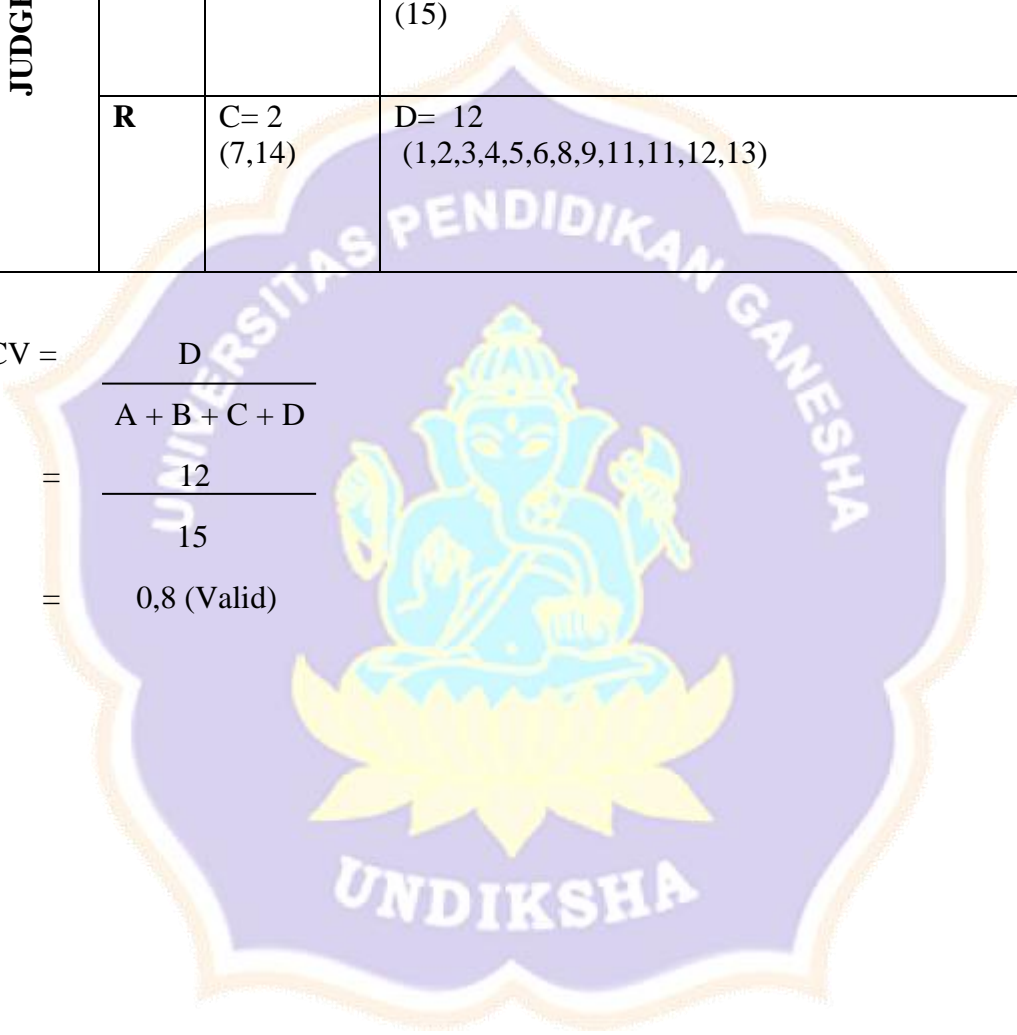 (15)
R C= 2 D= 12
(7,14) (1,2,3,4,5,6,8,9,11,11,12,13)
CV = D
A + B + C + D
= 12
15
= 0,8 (Valid)
UNIVERSITAS PENDIDIKAN GANESHA
UNDIKSHA